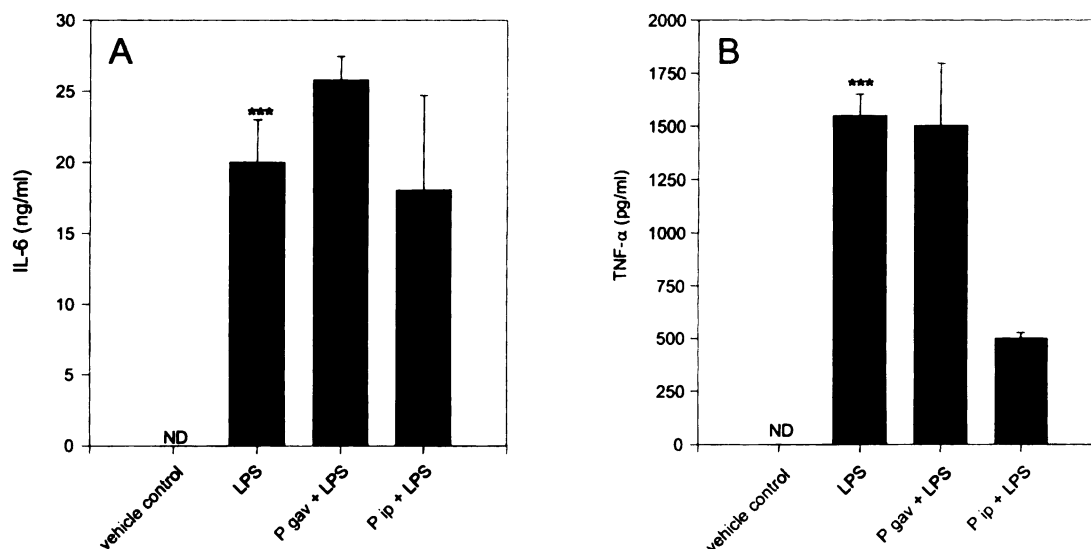 A
IL-6 (ng/ml)
30
25
20
15
10
5
0
***
ND
vehicle control
LPS
P gav + LPS
P ip + LPS
B
TNF-α (pg/ml)
2000
1750
1500
1250
1000
750
500
250
0
***
ND
vehicle control
LPS
P gav + LPS
P ip + LPS